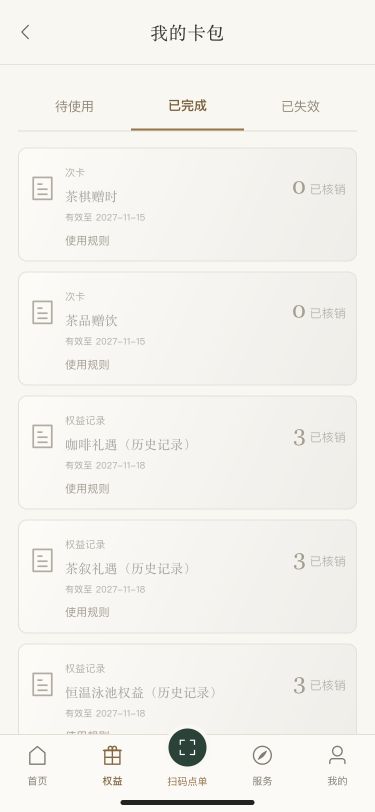 我的卡包
待使用
已完成
已失效
次卡
茶棋赠时
有效至 2027-11-15
使用规则
0 已核销
次卡
茶品赠饮
有效至 2027-11-15
使用规则
0 已核销
权益记录
咖啡礼遇（历史记录）
有效至 2027-11-18
使用规则
3 已核销
权益记录
茶叙礼遇（历史记录）
有效至 2027-11-18
使用规则
3 已核销
权益记录
恒温泳池权益（历史记录）
有效至 2027-11-18
3 已核销
首页
权益
扫码点单
服务
我的